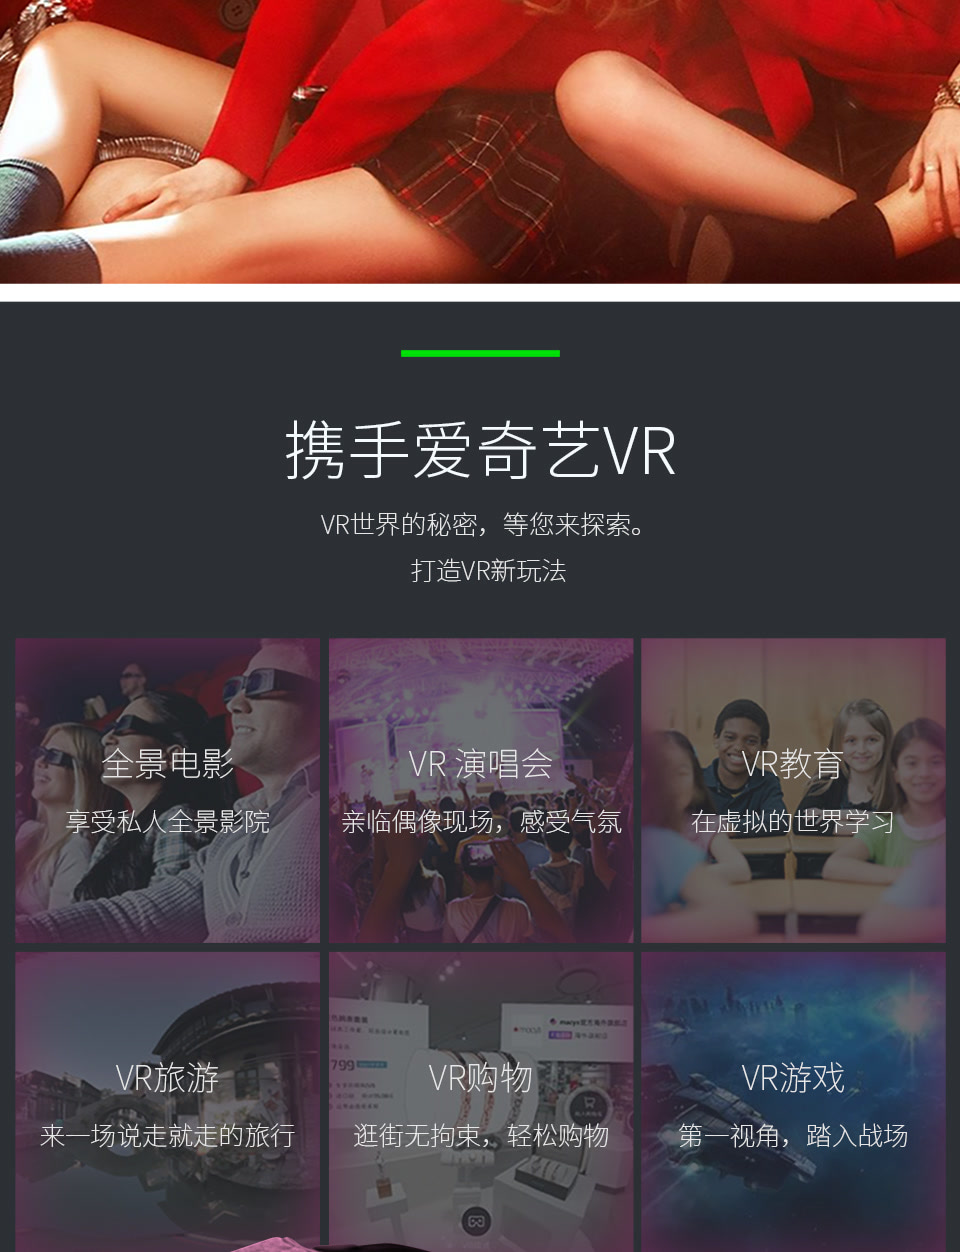 携手爱奇艺VR
VR世界的秘密，等您来探索。
打造VR新玩法
全景电影
享受私人全景影院
VR 演唱会
亲临偶像现场，感受气氛
VR教育
在虚拟的世界学习
VR旅游
来一场说走就走的旅行
VR购物
逛街无拘束，轻松购物
VR游戏
第一视角，踏入战场
799
macys